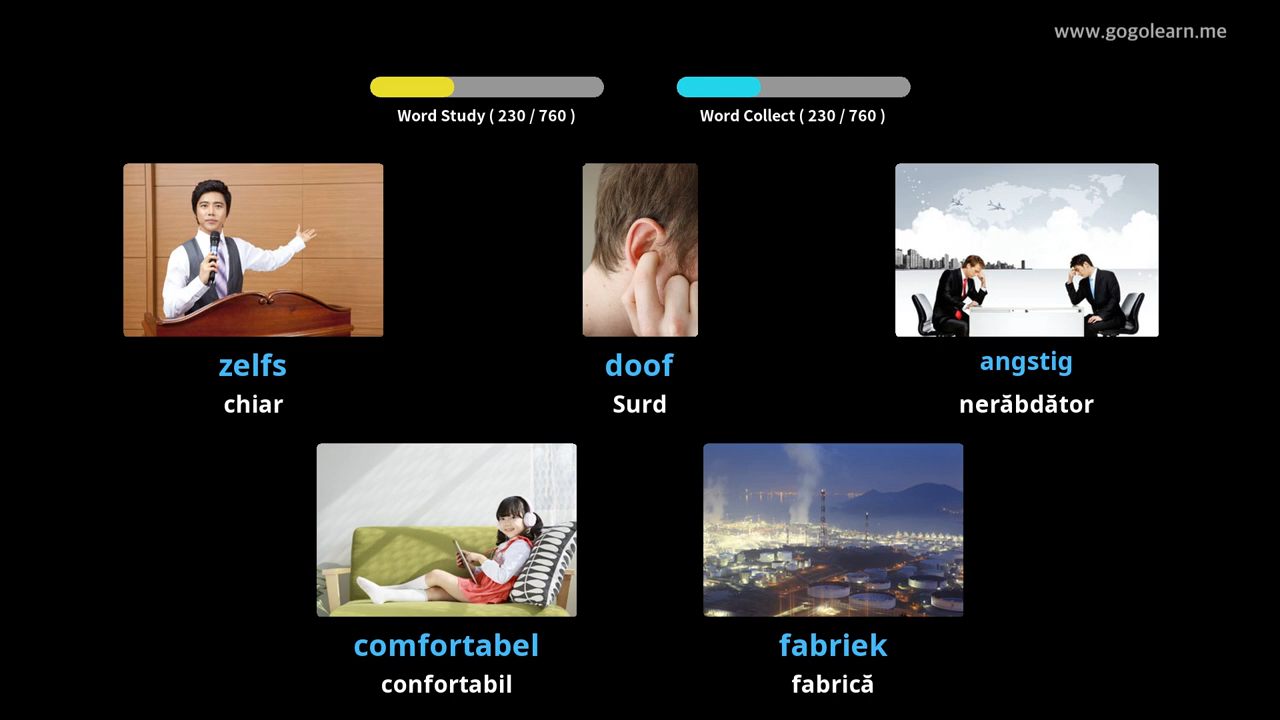 www.gogolearn.me
Word Study ( 230 / 760 )
Word Collect ( 230 / 760 )
zelfs
chiar
doof
Surd
angstig
nerăbdător
comfortabel
confortabil
fabriek
fabrică